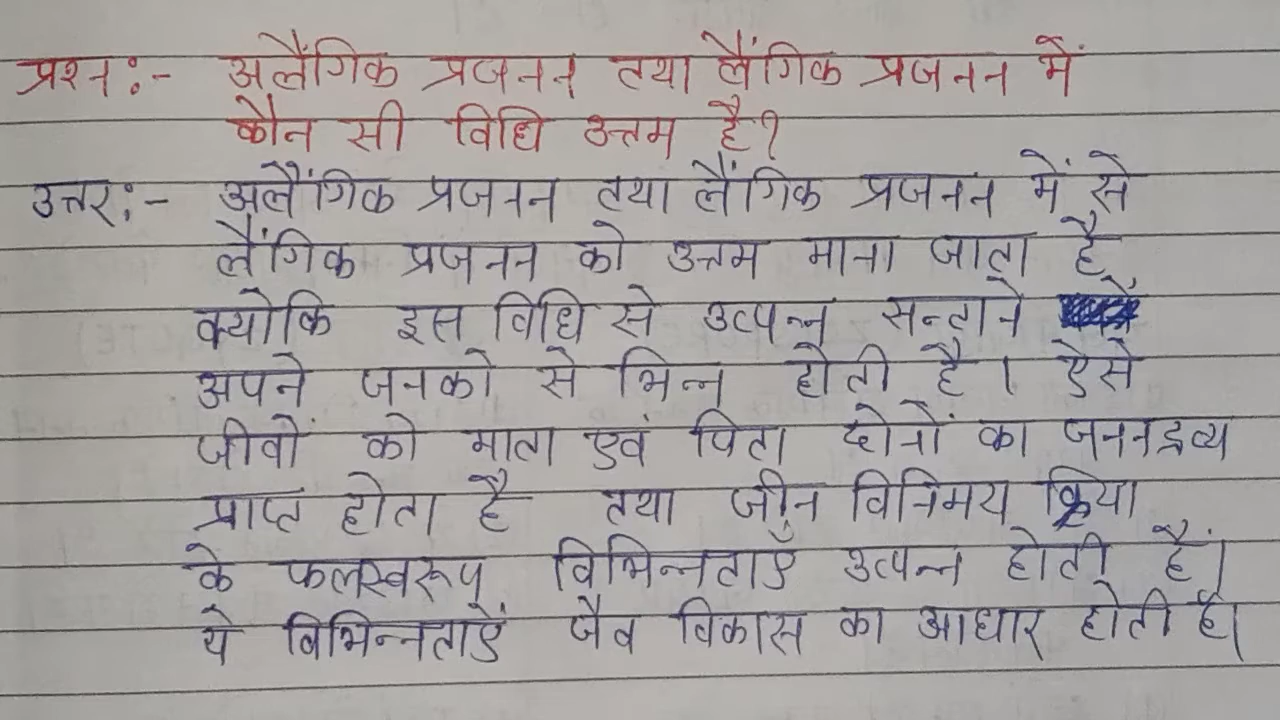 प्रश्न:- अलैंगिक प्रजनन तथा लैंगिक प्रजनन में
कौन सी विधि उत्तम है?
उत्तर:- अलैंगिक प्रजनन तथा लैंगिक प्रजनन में से
लैंगिक प्रजनन को उत्तम माना जाता है
क्योकि इस विधि से उत्पन्न सन्ताने
अपने जनको से भिन्न होती है। ऐसे
जीवों को माता एवं पिता दोनों का जननद्रव्य
प्राप्त होता है तथा जीन विनिमय क्रिया
के फलस्वरूप विभिन्नताएँ उत्पन्न होती हैं।
ये विभिन्नताऐं जैव विकास का आधार होती है।